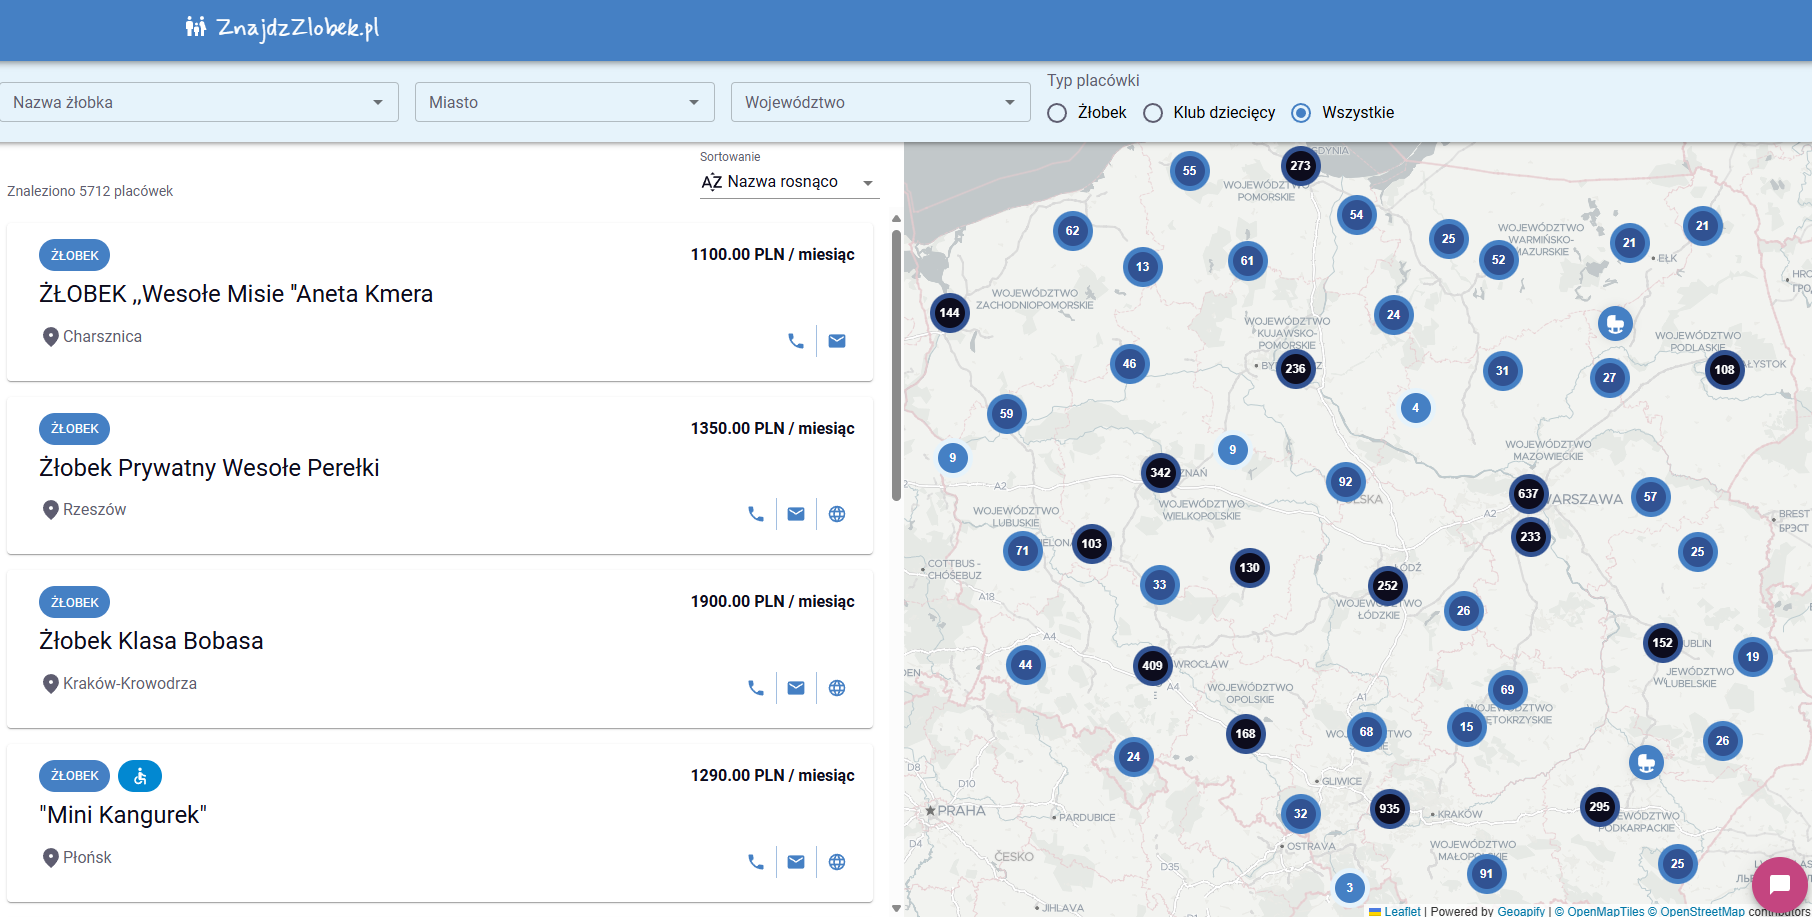 ZnajdzZlobek.pl
Nazwa żłobka
Miasto
Województwo
Typ placówki
Żłobek
Klub dziecięcy
Wszystkie
Znaleziono 5712 placówek
Sortowanie
Nazwa rosnąco
ŻŁOBEK
1100.00 PLN / miesiąc
ŻŁOBEK ,,Wesołe Misie "Aneta Kmera
Charsznica
ŻŁOBEK
1350.00 PLN / miesiąc
Żłobek Prywatny Wesołe Perełki
Rzeszów
ŻŁOBEK
1900.00 PLN / miesiąc
Żłobek Klasa Bobasa
Kraków-Krowodrza
ŻŁOBEK
1290.00 PLN / miesiąc
"Mini Kangurek"
Płońsk
55
273
GDYNIA
WOJEWÓDZTWO
POMORSKIE
54
62
25
52
WOJEWÓDZTWO
WARMIŃSKO-
MAZURSKIE
21
21
EŁK
13
61
144
WOJEWÓDZTWO
ZACHODNIOPOMORSKIE
24
WOJEWÓDZTWO
KUJAWSKO-
POMORSKIE
WOJEWÓDZTWO
PODLASKIE
46
236
31
27
108
59
4
9
9
WOJEWÓDZTWO
MAZOWIECKIE
342
92
POLSKA
637
WARSZAWA
57
A2
WOJEWÓDZTWO
LUBUSKIE
WOJEWÓDZTWO
WIELKOPOLSKIE
A2
BREST
БРЭСТ
233
71
103
25
COTTBUS -
CHÓŚEBUZ
130
33
ŁÓDŹ
252
A18
WOJEWÓDZTWO
ŁÓDZKIE
26
A4
152
19
44
409
WROCŁAW
A4
WOJEWÓDZTWO
LUBELSKIE
WOJEWÓDZTWO
OPOLSKIE
A1
69
15
168
68
26
24
D8
D10
GLIWICE
PRAHA
PARDUBICE
32
935
KRAKÓW
295
WOJEWÓDZTWO
PODKARPACKIE
D4
ČESKO
D35
OSTRAVA
WOJEWÓDZTWO
MAŁOPOLSKIE
91
25
3
JIHLAVA
Leaflet | Powered by Geoapify | © OpenMapTiles © OpenStreetMap contributors